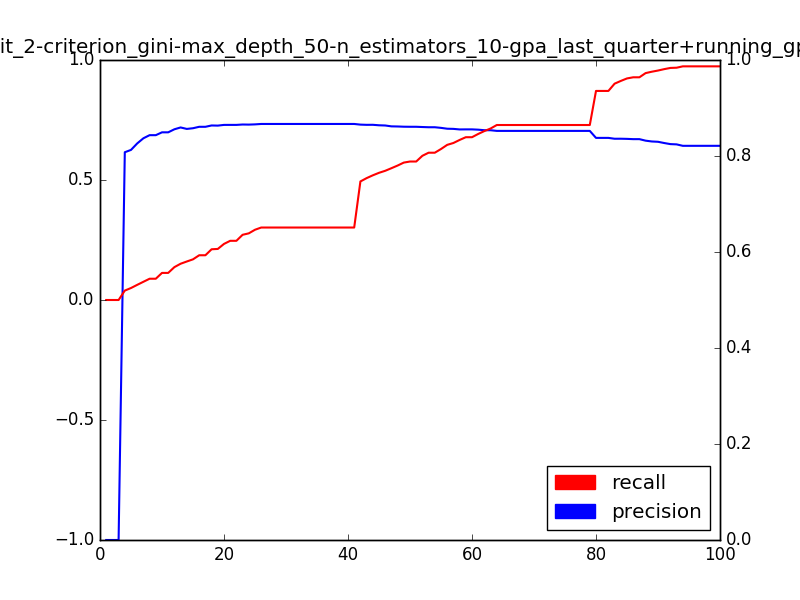 it_2-criterion_gini-max_depth_50-n_estimators_10-gpa_last_quarter+running_gp
1.0
0.5
0.0
−0.5
−1.0
1.0
0.8
0.6
0.4
0.2
0.0
0 20 40 60 80 100
recall
precision